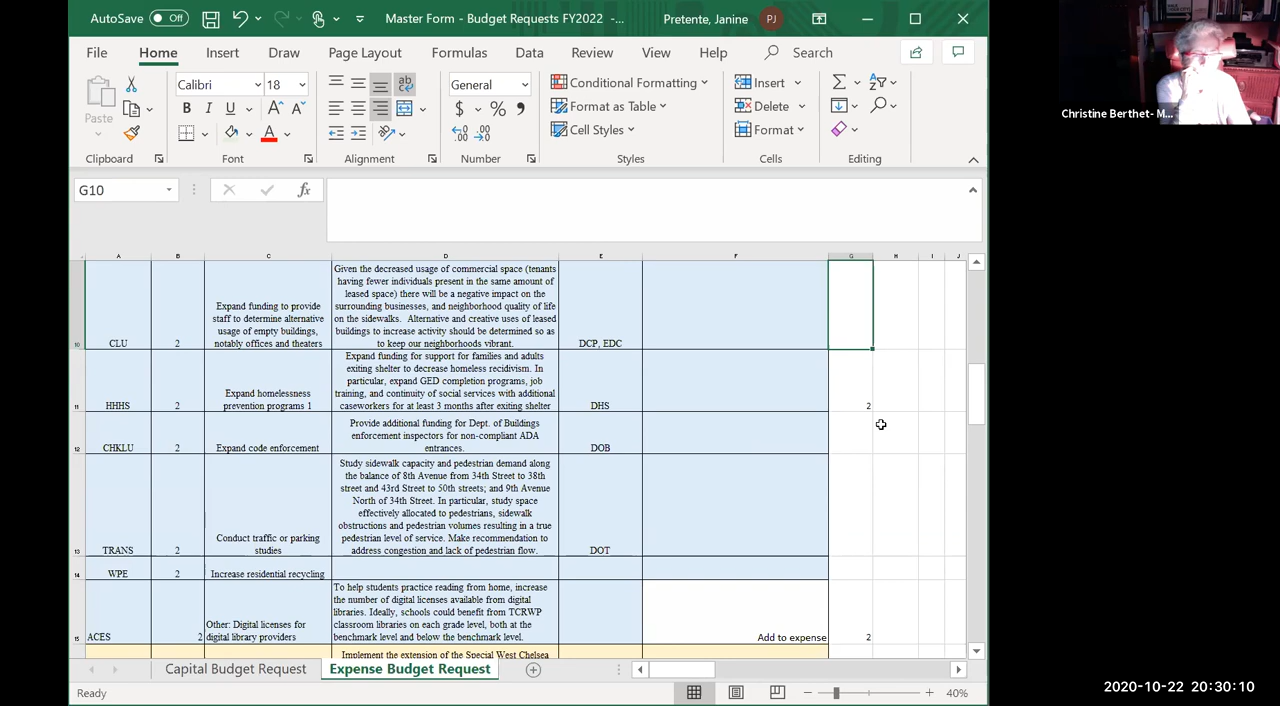 AutoSave Off Master Form - Budget Requests FY2022 -... Pretente, Janine PJ
File Home Insert Draw Page Layout Formulas Data Review View Help Search
Paste
Calibri 18
B I U A A A
ab
General
$ % ,
Conditional Formatting
Format as Table
Cell Styles
Insert
Delete
Format
Clipboard Font Alignment Number Styles Cells Editing
G10 fx
A B C D E F G H I J
10 CLU 2
Expand funding to provide
staff to determine alternative
usage of empty buildings,
notably offices and theaters
Given the decreased usage of commercial space (tenants
having fewer individuals present in the same amount of
leased space) there will be a negative impact on the
surrounding businesses, and neighborhood quality of life
on the sidewalks. Alternative and creative uses of leased
buildings to increase activity should be determined so as
to keep our neighborhoods vibrant.
DCP, EDC
11 HHHS 2
Expand homelessness
prevention programs 1
Expand funding for support for families and adults
exiting shelter to decrease homeless recidivism. In
particular, expand GED completion programs, job
training, and continuity of social services with additional
caseworkers for at least 3 months after exiting shelter
DHS 2
12 CHKLU 2 Expand code enforcement
Provide additional funding for Dept. of Buildings
enforcement inspectors for non-compliant ADA
entrances.
DOB
13 TRANS 2
Conduct traffic or parking
studies
Study sidewalk capacity and pedestrian demand along
the balance of 8th Avenue from 34th Street to 38th
street and 43rd Street to 50th streets; and 9th Avenue
North of 34th Street. In particular, study space
effectively allocated to pedestrians, sidewalk
obstructions and pedestrian volumes resulting in a true
pedestrian level of service. Make recommendation to
address congestion and lack of pedestrian flow.
DOT
14 WPE 2 Increase residential recycling
15 ACES 2
Other: Digital licenses for
digital library providers
To help students practice reading from home, increase
the number of digital licenses available from digital
libraries. Ideally, schools could benefit from TCRWP
classroom libraries on each grade level, both at the
benchmark level and below the benchmark level.
Add to expense 2
Implement the extension of the Special West Chelsea
Capital Budget Request Expense Budget Request
Ready 40%
Christine Berthet- M...
2020-10-22 20:30:10